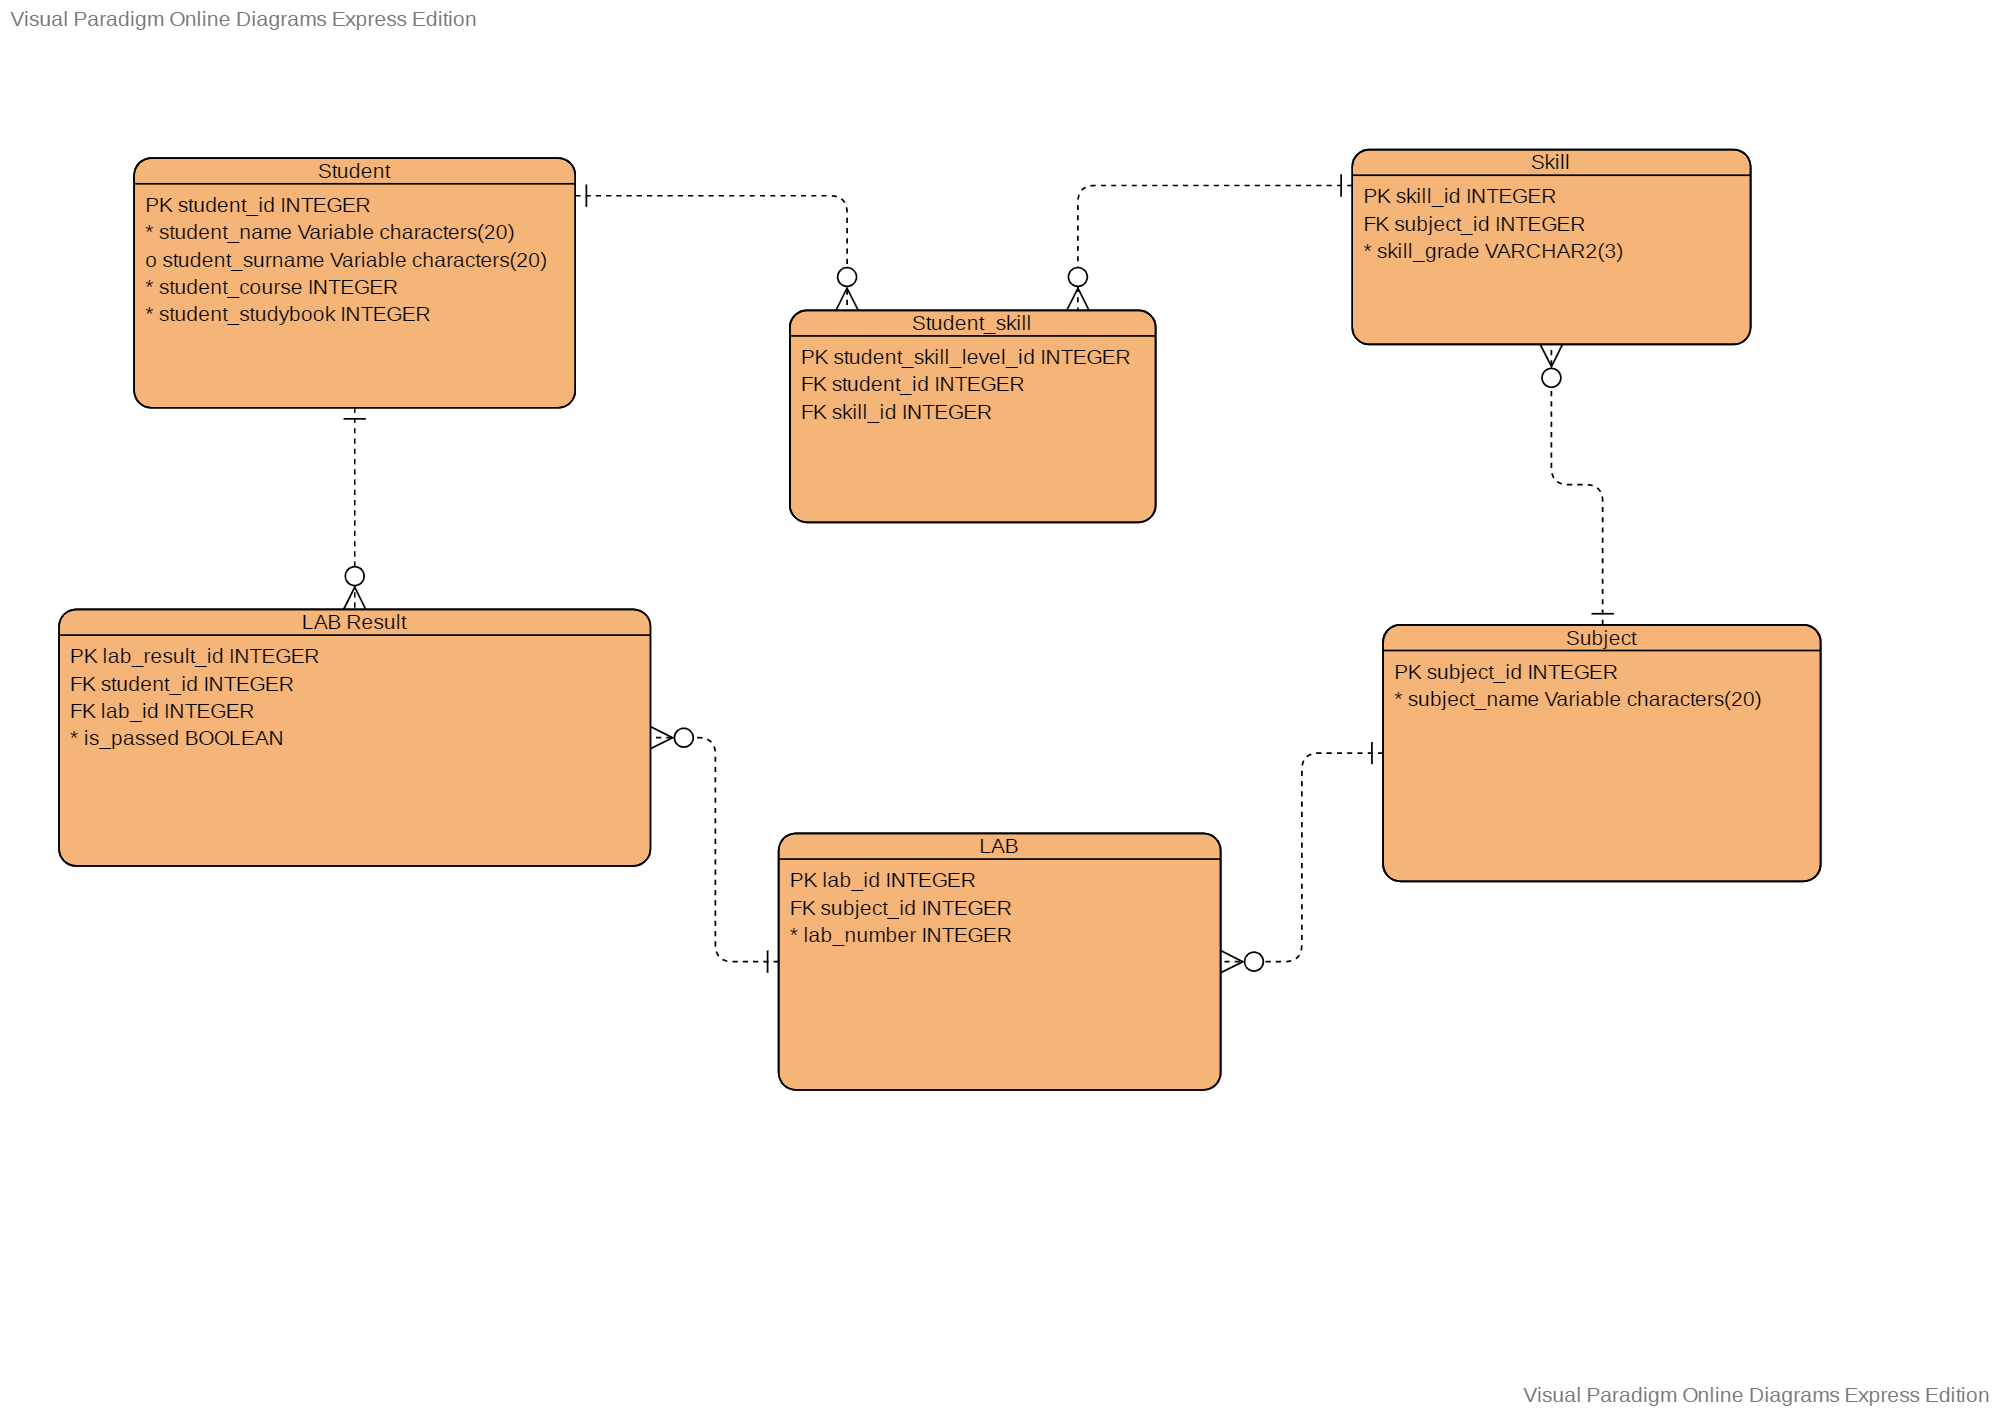 Visual Paradigm Online Diagrams Express Edition
Student
PK student_id INTEGER
* student_name Variable characters(20)
o student_surname Variable characters(20)
* student_course INTEGER
* student_studybook INTEGER
Skill
PK skill_id INTEGER
FK subject_id INTEGER
* skill_grade VARCHAR2(3)
Student_skill
PK student_skill_level_id INTEGER
FK student_id INTEGER
FK skill_id INTEGER
LAB Result
PK lab_result_id INTEGER
FK student_id INTEGER
FK lab_id INTEGER
* is_passed BOOLEAN
Subject
PK subject_id INTEGER
* subject_name Variable characters(20)
LAB
PK lab_id INTEGER
FK subject_id INTEGER
* lab_number INTEGER
Visual Paradigm Online Diagrams Express Edition